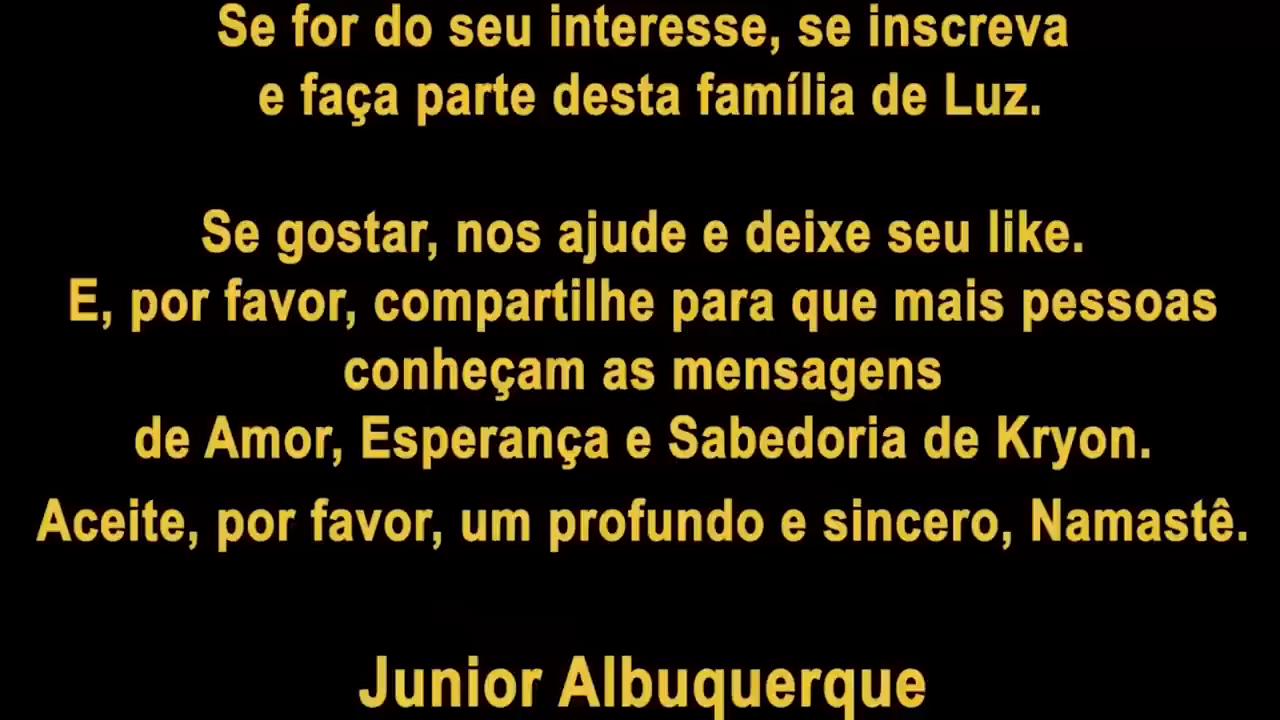 Se for do seu interesse, se inscreva
e faça parte desta família de Luz.
Se gostar, nos ajude e deixe seu like.
E, por favor, compartilhe para que mais pessoas
conheçam as mensagens
de Amor, Esperança e Sabedoria de Kryon.
Aceite, por favor, um profundo e sincero, Namastê.
Junior Albuquerque